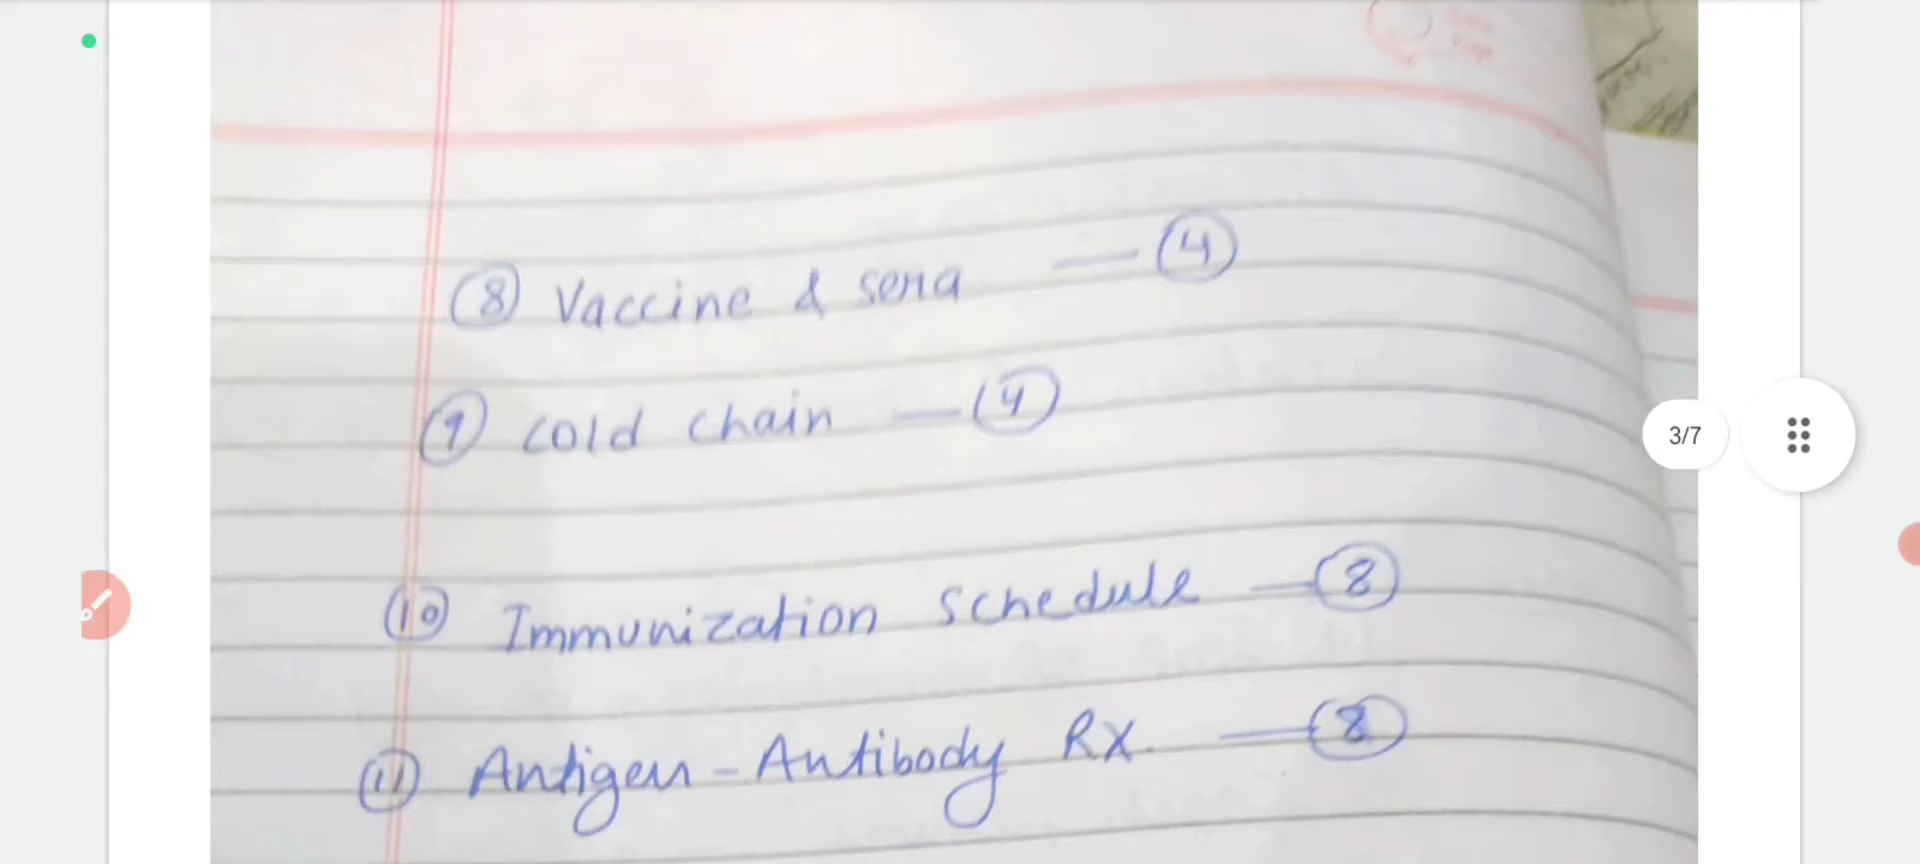 ⑧ Vaccine & sera — ④
⑨ cold chain — ④
3/7
⑩ Immunization schedule — ⑧
⑪ Antigen - Antibody RX. — ⑧